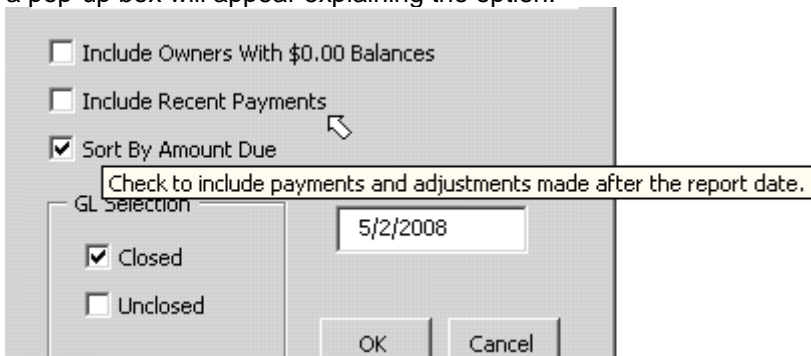 a pop-up box will appear explaining the option.
Include Owners With $0.00 Balances
Include Recent Payments
Sort By Amount Due
Check to include payments and adjustments made after the report date.
GL Selection
5/2/2008
Closed
Unclosed
OK Cancel